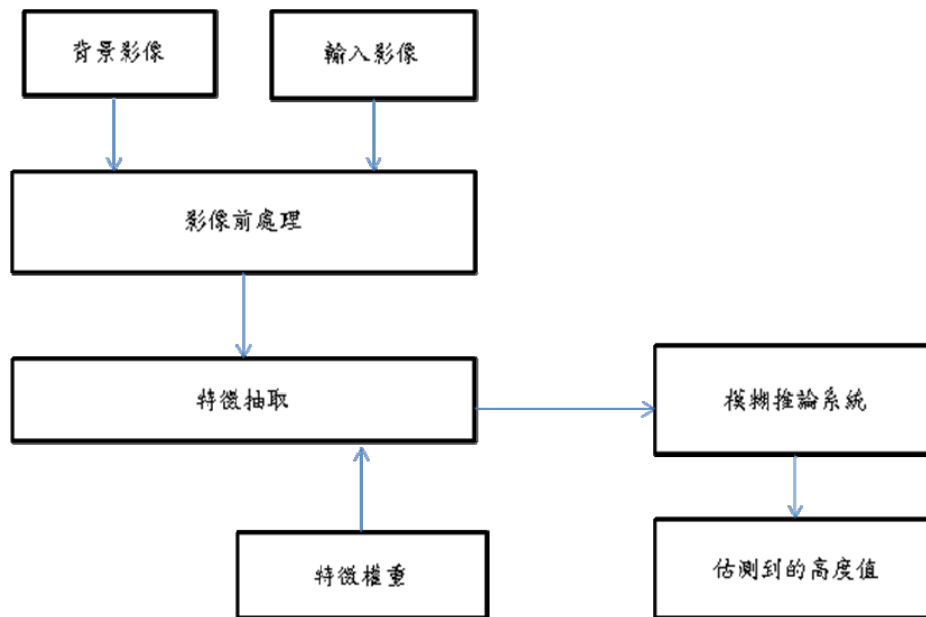 背景影像
輸入影像
影像前處理
特徵抽取
模糊推論系統
特徵權重
估測到的高度值